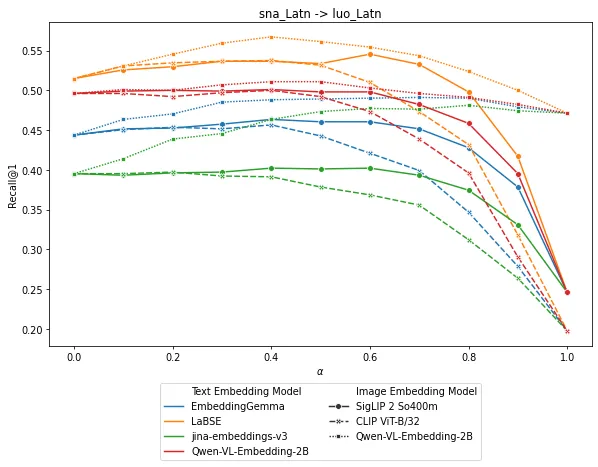 sna_Latn -> luo_Latn
Recall@1
0.55
0.50
0.45
0.40
0.35
0.30
0.25
0.20
0.0
0.2
0.4
0.6
0.8
1.0
α
Text Embedding Model
EmbeddingGemma
LaBSE
jina-embeddings-v3
Qwen-VL-Embedding-2B
Image Embedding Model
SigLIP 2 So400m
CLIP ViT-B/32
Qwen-VL-Embedding-2B